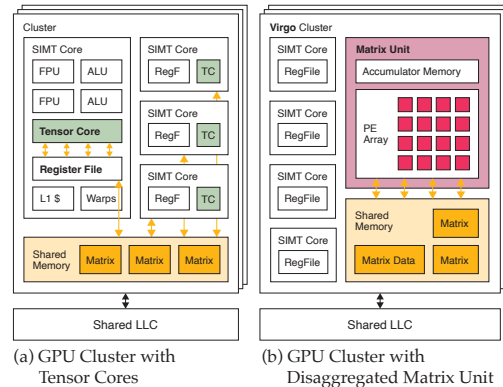 Cluster
SIMT Core
FPU
ALU
FPU
ALU
Tensor Core
Register File
L1 $
Warps
SIMT Core
RegF
TC
SIMT Core
RegF
TC
SIMT Core
RegF
TC
Shared
Memory
Matrix
Matrix
Matrix
Shared LLC
(a) GPU Cluster with
Tensor Cores
Virgo Cluster
SIMT Core
RegFile
SIMT Core
RegFile
SIMT Core
RegFile
SIMT Core
RegFile
Matrix Unit
Accumulator Memory
PE
Array
Shared
Memory
Matrix
Matrix Data
Matrix
Shared LLC
(b) GPU Cluster with
Disaggregated Matrix Unit